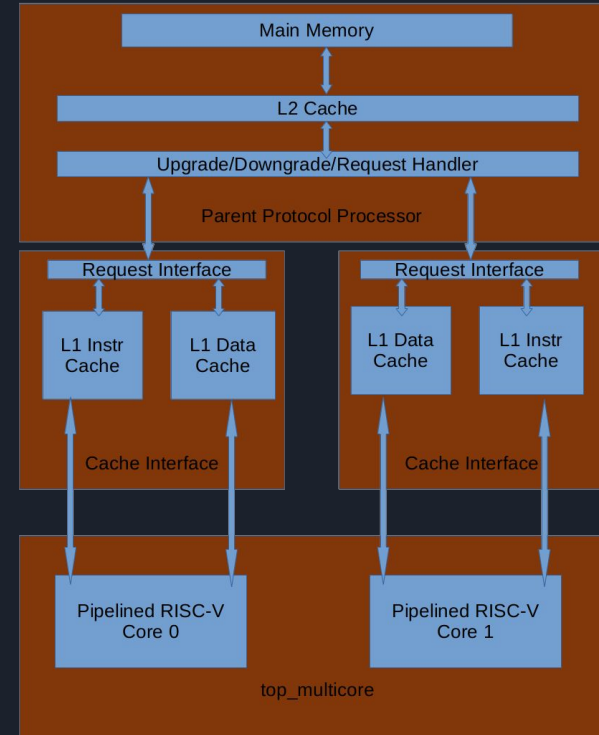 Main Memory
L2 Cache
Upgrade/Downgrade/Request Handler
Parent Protocol Processor
Request Interface
L1 Instr
Cache
L1 Data
Cache
Cache Interface
Request Interface
L1 Data
Cache
L1 Instr
Cache
Cache Interface
Pipelined RISC-V
Core 0
Pipelined RISC-V
Core 1
top_multicore